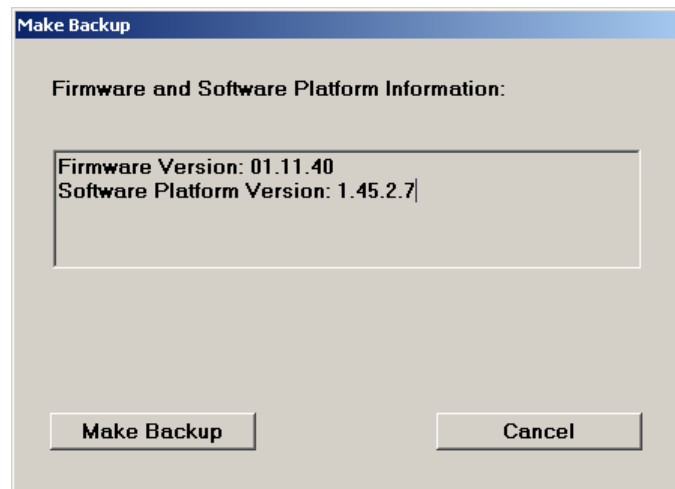 Make Backup
Firmware and Software Platform Information:
Firmware Version: 01.11.40
Software Platform Version: 1.45.2.7
Make Backup
Cancel